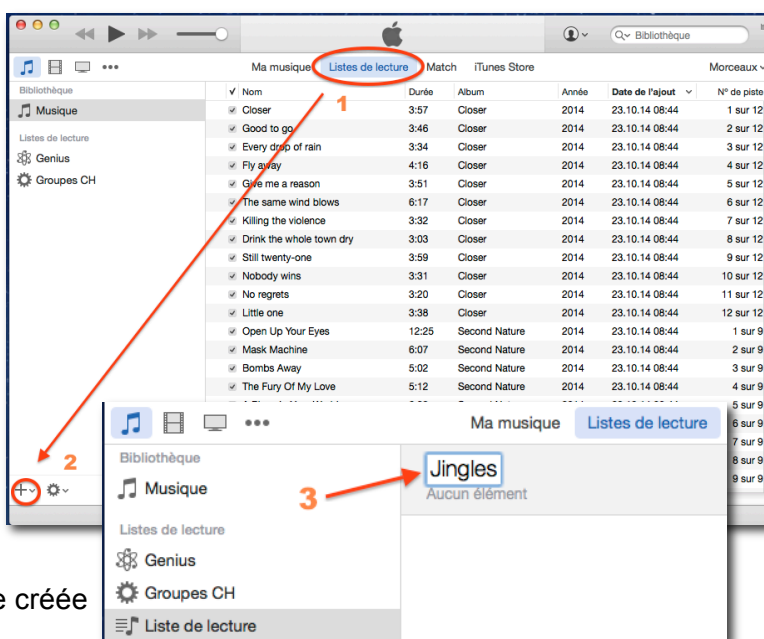 Bibliothèque
Ma musique Listes de lecture Match iTunes Store Morceaux
Bibliothèque
Musique
Listes de lecture
Genius
Groupes CH
Nom Durée Album Année Date de l'ajout N° de piste
Closer 3:57 Closer 2014 23.10.14 08:44 1 sur 12
Good to go 3:46 Closer 2014 23.10.14 08:44 2 sur 12
Every drop of rain 3:34 Closer 2014 23.10.14 08:44 3 sur 12
Fly away 4:16 Closer 2014 23.10.14 08:44 4 sur 12
Give me a reason 3:51 Closer 2014 23.10.14 08:44 5 sur 12
The same wind blows 6:17 Closer 2014 23.10.14 08:44 6 sur 12
Killing the violence 3:32 Closer 2014 23.10.14 08:44 7 sur 12
Drink the whole town dry 3:03 Closer 2014 23.10.14 08:44 8 sur 12
Still twenty-one 3:59 Closer 2014 23.10.14 08:44 9 sur 12
Nobody wins 3:31 Closer 2014 23.10.14 08:44 10 sur 12
No regrets 3:20 Closer 2014 23.10.14 08:44 11 sur 12
Little one 3:38 Closer 2014 23.10.14 08:44 12 sur 12
Open Up Your Eyes 12:25 Second Nature 2014 23.10.14 08:44 1 sur 9
Mask Machine 6:07 Second Nature 2014 23.10.14 08:44 2 sur 9
Bombs Away 5:02 Second Nature 2014 23.10.14 08:44 3 sur 9
The Fury Of My Love 5:12 Second Nature 2014 23.10.14 08:44 4 sur 9
5 sur 9
6 sur 9
7 sur 9
8 sur 9
9 sur 9
1
2
3
Ma musique Listes de lecture
Bibliothèque
Musique
Listes de lecture
Genius
Groupes CH
Liste de lecture
Jingles
Aucun élément
e créée